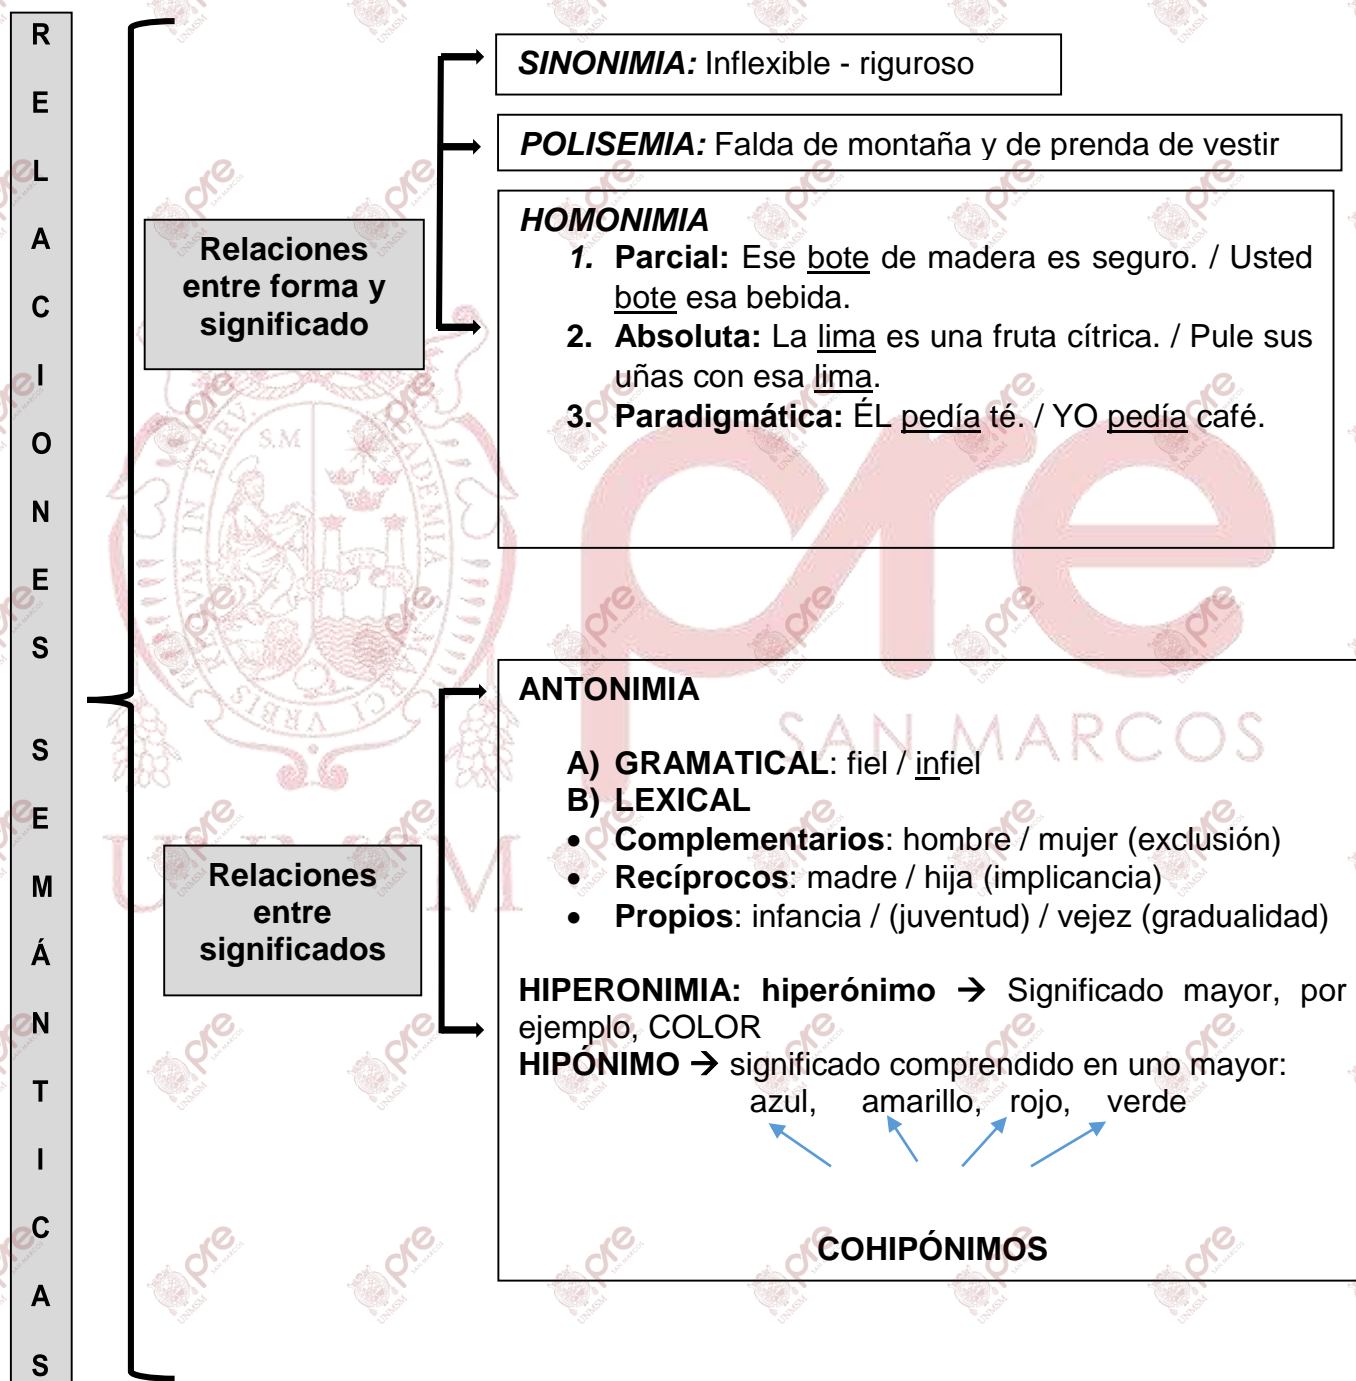 RELACIONES SEMÁNTICAS
SINONIMIA: Inflexible - riguroso
POLISEMIA: Falda de montaña y de prenda de vestir
Relaciones
entre forma y
significado
HOMONIMIA
1. Parcial: Ese bote de madera es seguro. / Usted
bote esa bebida.
2. Absoluta: La lima es una fruta cítrica. / Pule sus
uñas con esa lima.
3. Paradigmática: ÉL pedía té. / YO pedía café.
Relaciones
entre
significados
ANTONIMIA
A) GRAMATICAL: fiel / infiel
B) LEXICAL
• Complementarios: hombre / mujer (exclusión)
• Recíprocos: madre / hija (implicancia)
• Propios: infancia / (juventud) / vejez (gradualidad)
HIPERONIMIA: hiperónimo → Significado mayor, por
ejemplo, COLOR
HIPÓNIMO → significado comprendido en uno mayor:
azul, amarillo, rojo, verde
COHIPÓNIMOS
pre
SAN MARCOS
UNMSM